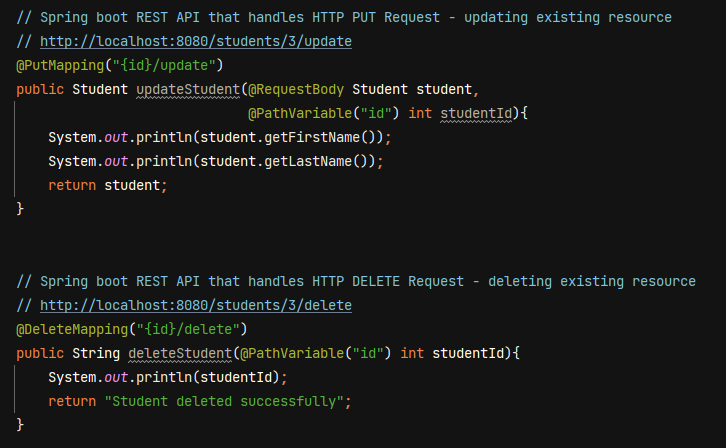 // Spring boot REST API that handles HTTP PUT Request - updating existing resource
// http://localhost:8080/students/3/update
@PutMapping("{id}/update")
public Student updateStudent(@RequestBody Student student,
                             @PathVariable("id") int studentId){
    System.out.println(student.getFirstName());
    System.out.println(student.getLastName());
    return student;
}
// Spring boot REST API that handles HTTP DELETE Request - deleting existing resource
// http://localhost:8080/students/3/delete
@DeleteMapping("{id}/delete")
public String deleteStudent(@PathVariable("id") int studentId){
    System.out.println(studentId);
    return "Student deleted successfully";
}